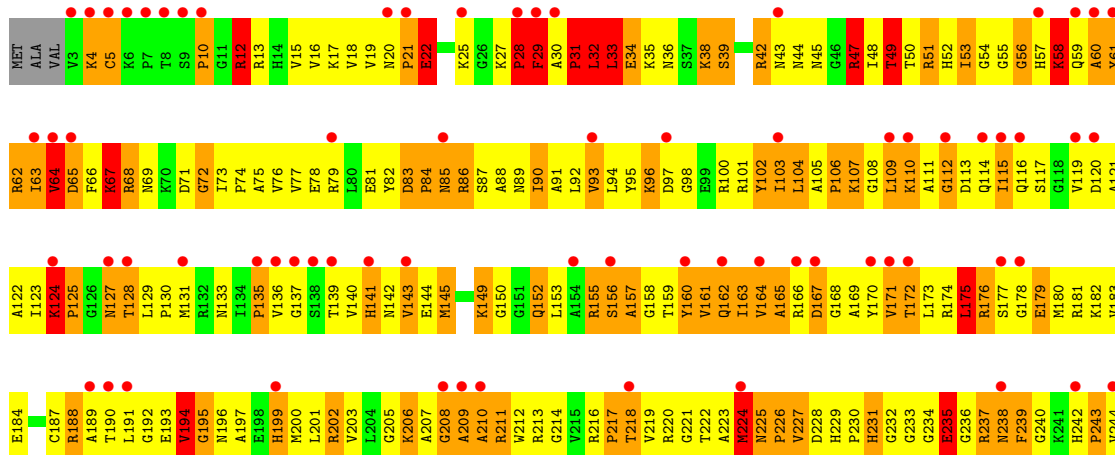 MET ALA VAL V3 K4 C5 K6 P7 T8 S9 P10 G11 R12 R13 H14 V15 V16 K17 V18 V19 N20 P21 E22 K25 G26 K27 P28 F29 A30 P31 L32 L33 E34 K35 N36 S37 K38 S39 R42 N43 N44 N45 G46 R47 I48 T49 T50 R51 H52 I53 G54 G55 G56 H57 K58 Q59 A60 Y61
R62 I63 V64 D65 F66 K67 R68 N69 K70 D71 G72 I73 P74 A75 V76 V77 E78 R79 L80 E81 Y82 D83 P84 N85 R86 S87 A88 N89 I90 A91 L92 V93 L94 Y95 K96 D97 G98 E99 R100 R101 Y102 I103 L104 A105 P106 K107 G108 L109 K110 A111 G112 D113 Q114 I115 Q116 S117 G118 V119 D120 A121
A122 I123 K124 P125 G126 N127 T128 L129 P130 M131 R132 N133 I134 P135 V136 G137 S138 T139 V140 H141 N142 V143 E144 M145 K149 G150 G151 Q152 L153 A154 R155 S156 A157 G158 T159 Y160 V161 Q162 I163 V164 A165 R166 D167 G168 A169 Y170 V171 T172 L173 R174 L175 R176 S177 G178 E179 M180 R181 K182 V183
E184 C187 R188 A189 T190 L191 G192 E193 V194 G195 N196 A197 E198 H199 M200 L201 R202 V203 L204 G205 K206 A207 G208 A209 A210 R211 W212 R213 G214 V215 R216 P217 T218 V219 R220 G221 T222 A223 M224 N225 P226 V227 D228 H229 P230 H231 G232 G233 G234 E235 G236 R237 N238 F239 G240 K241 H242 P243